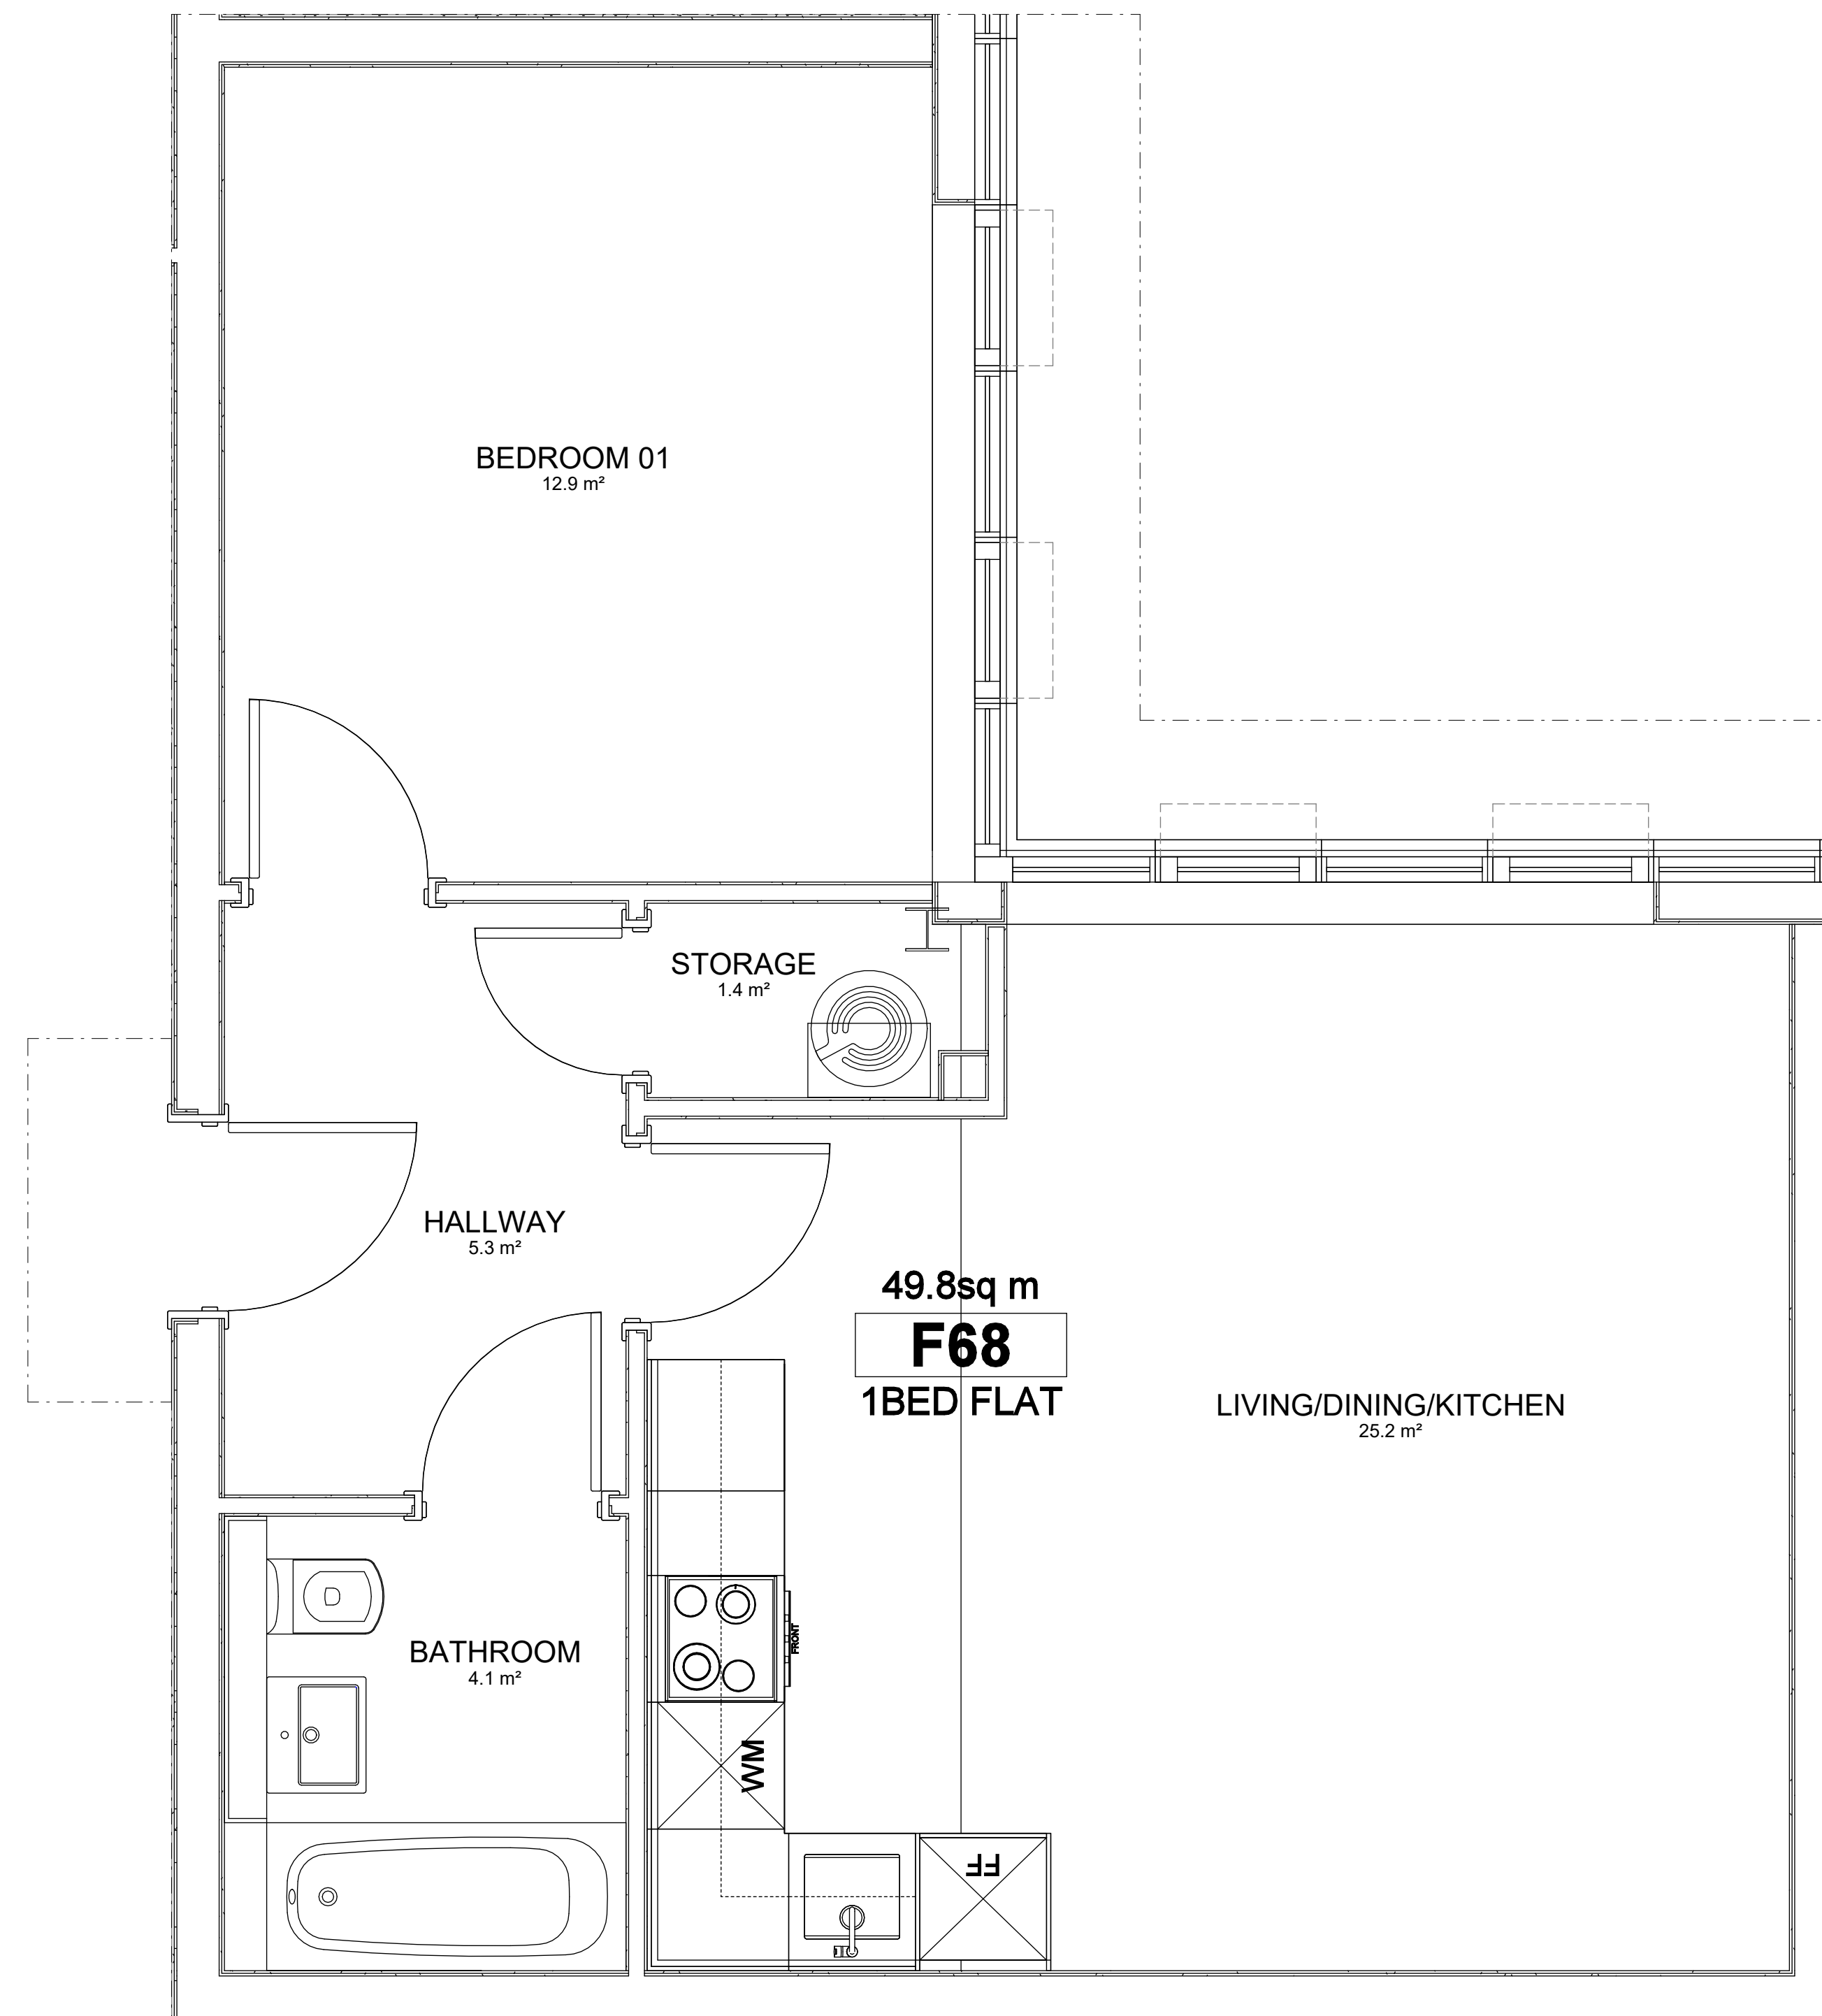 BEDROOM 01
12.9 m²
STORAGE
1.4 m²
HALLWAY
5.3 m²
49.8sq m
F68
1BED FLAT
LIVING/DINING/KITCHEN
25.2 m²
FRONT
BATHROOM
4.1 m²
WM
FF